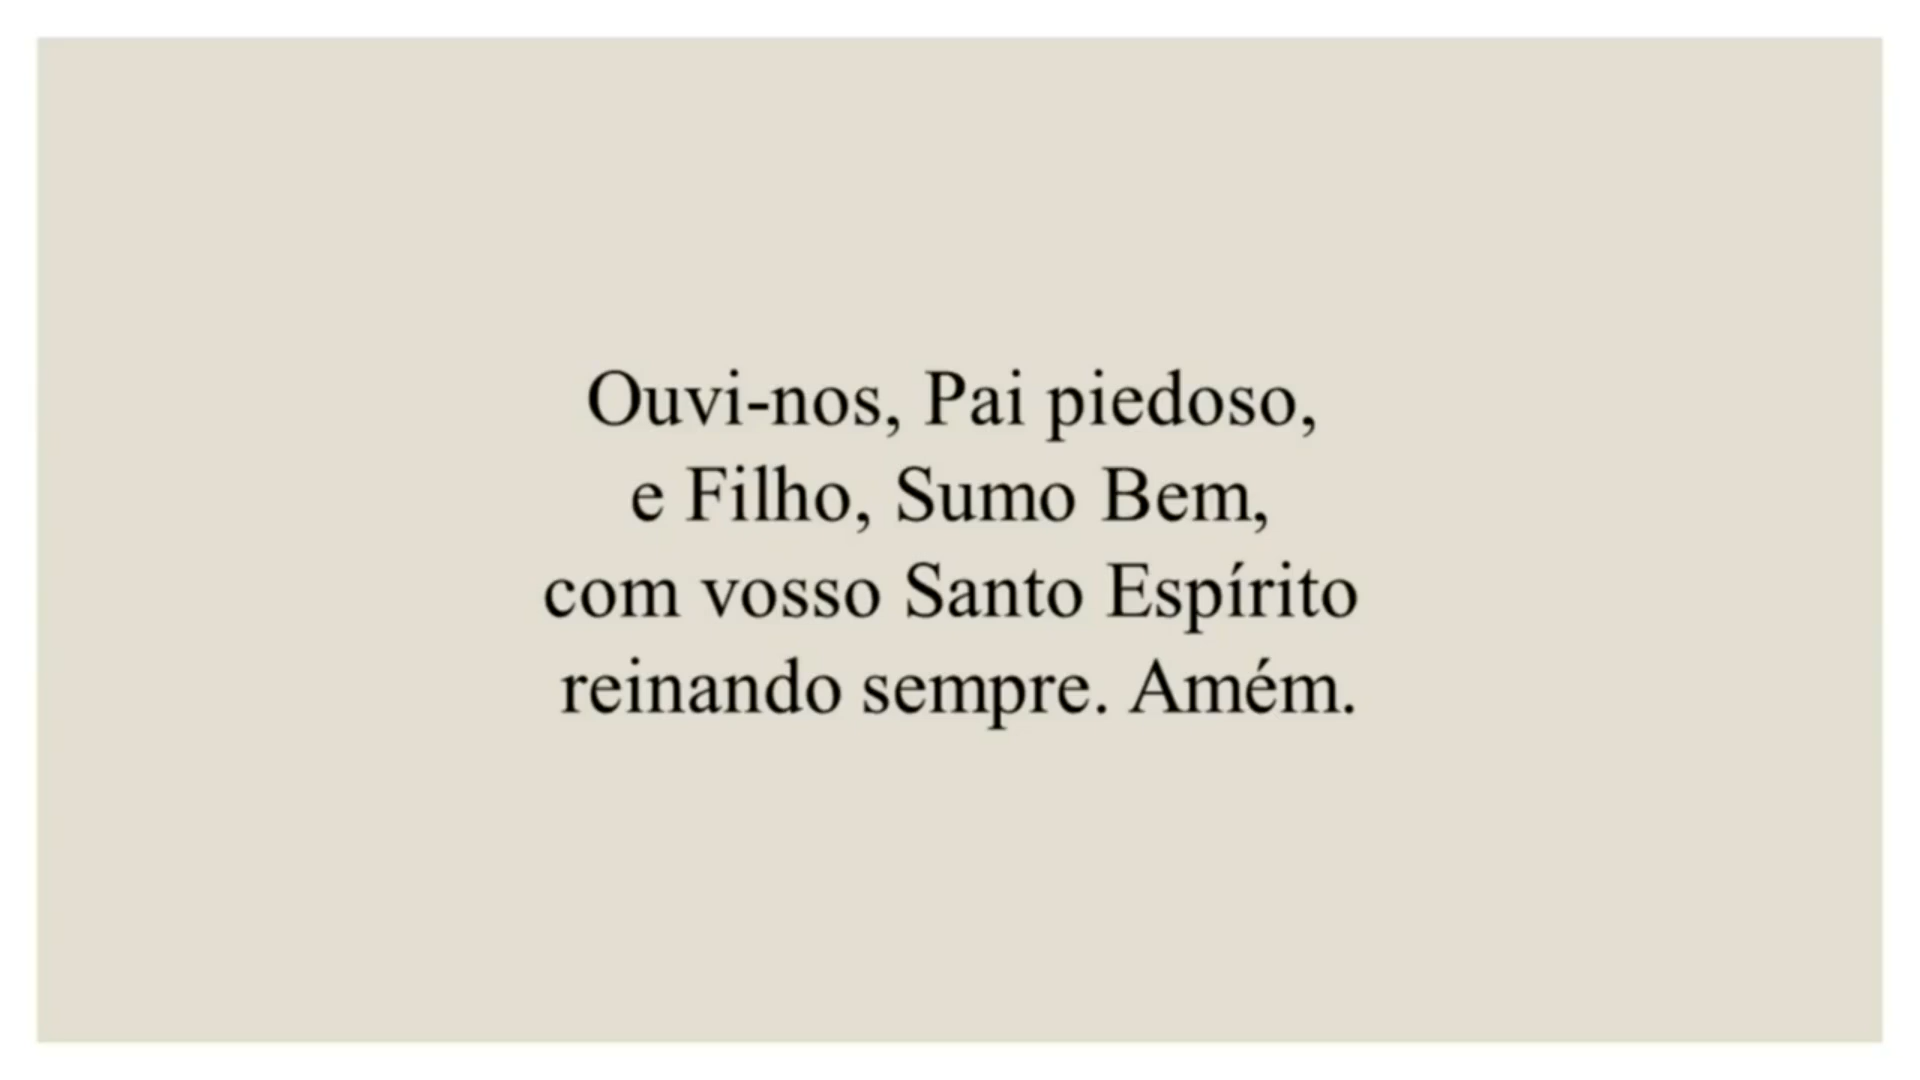 Ouvi-nos, Pai piedoso,
e Filho, Sumo Bem,
com vosso Santo Espírito
reinando sempre. Amém.